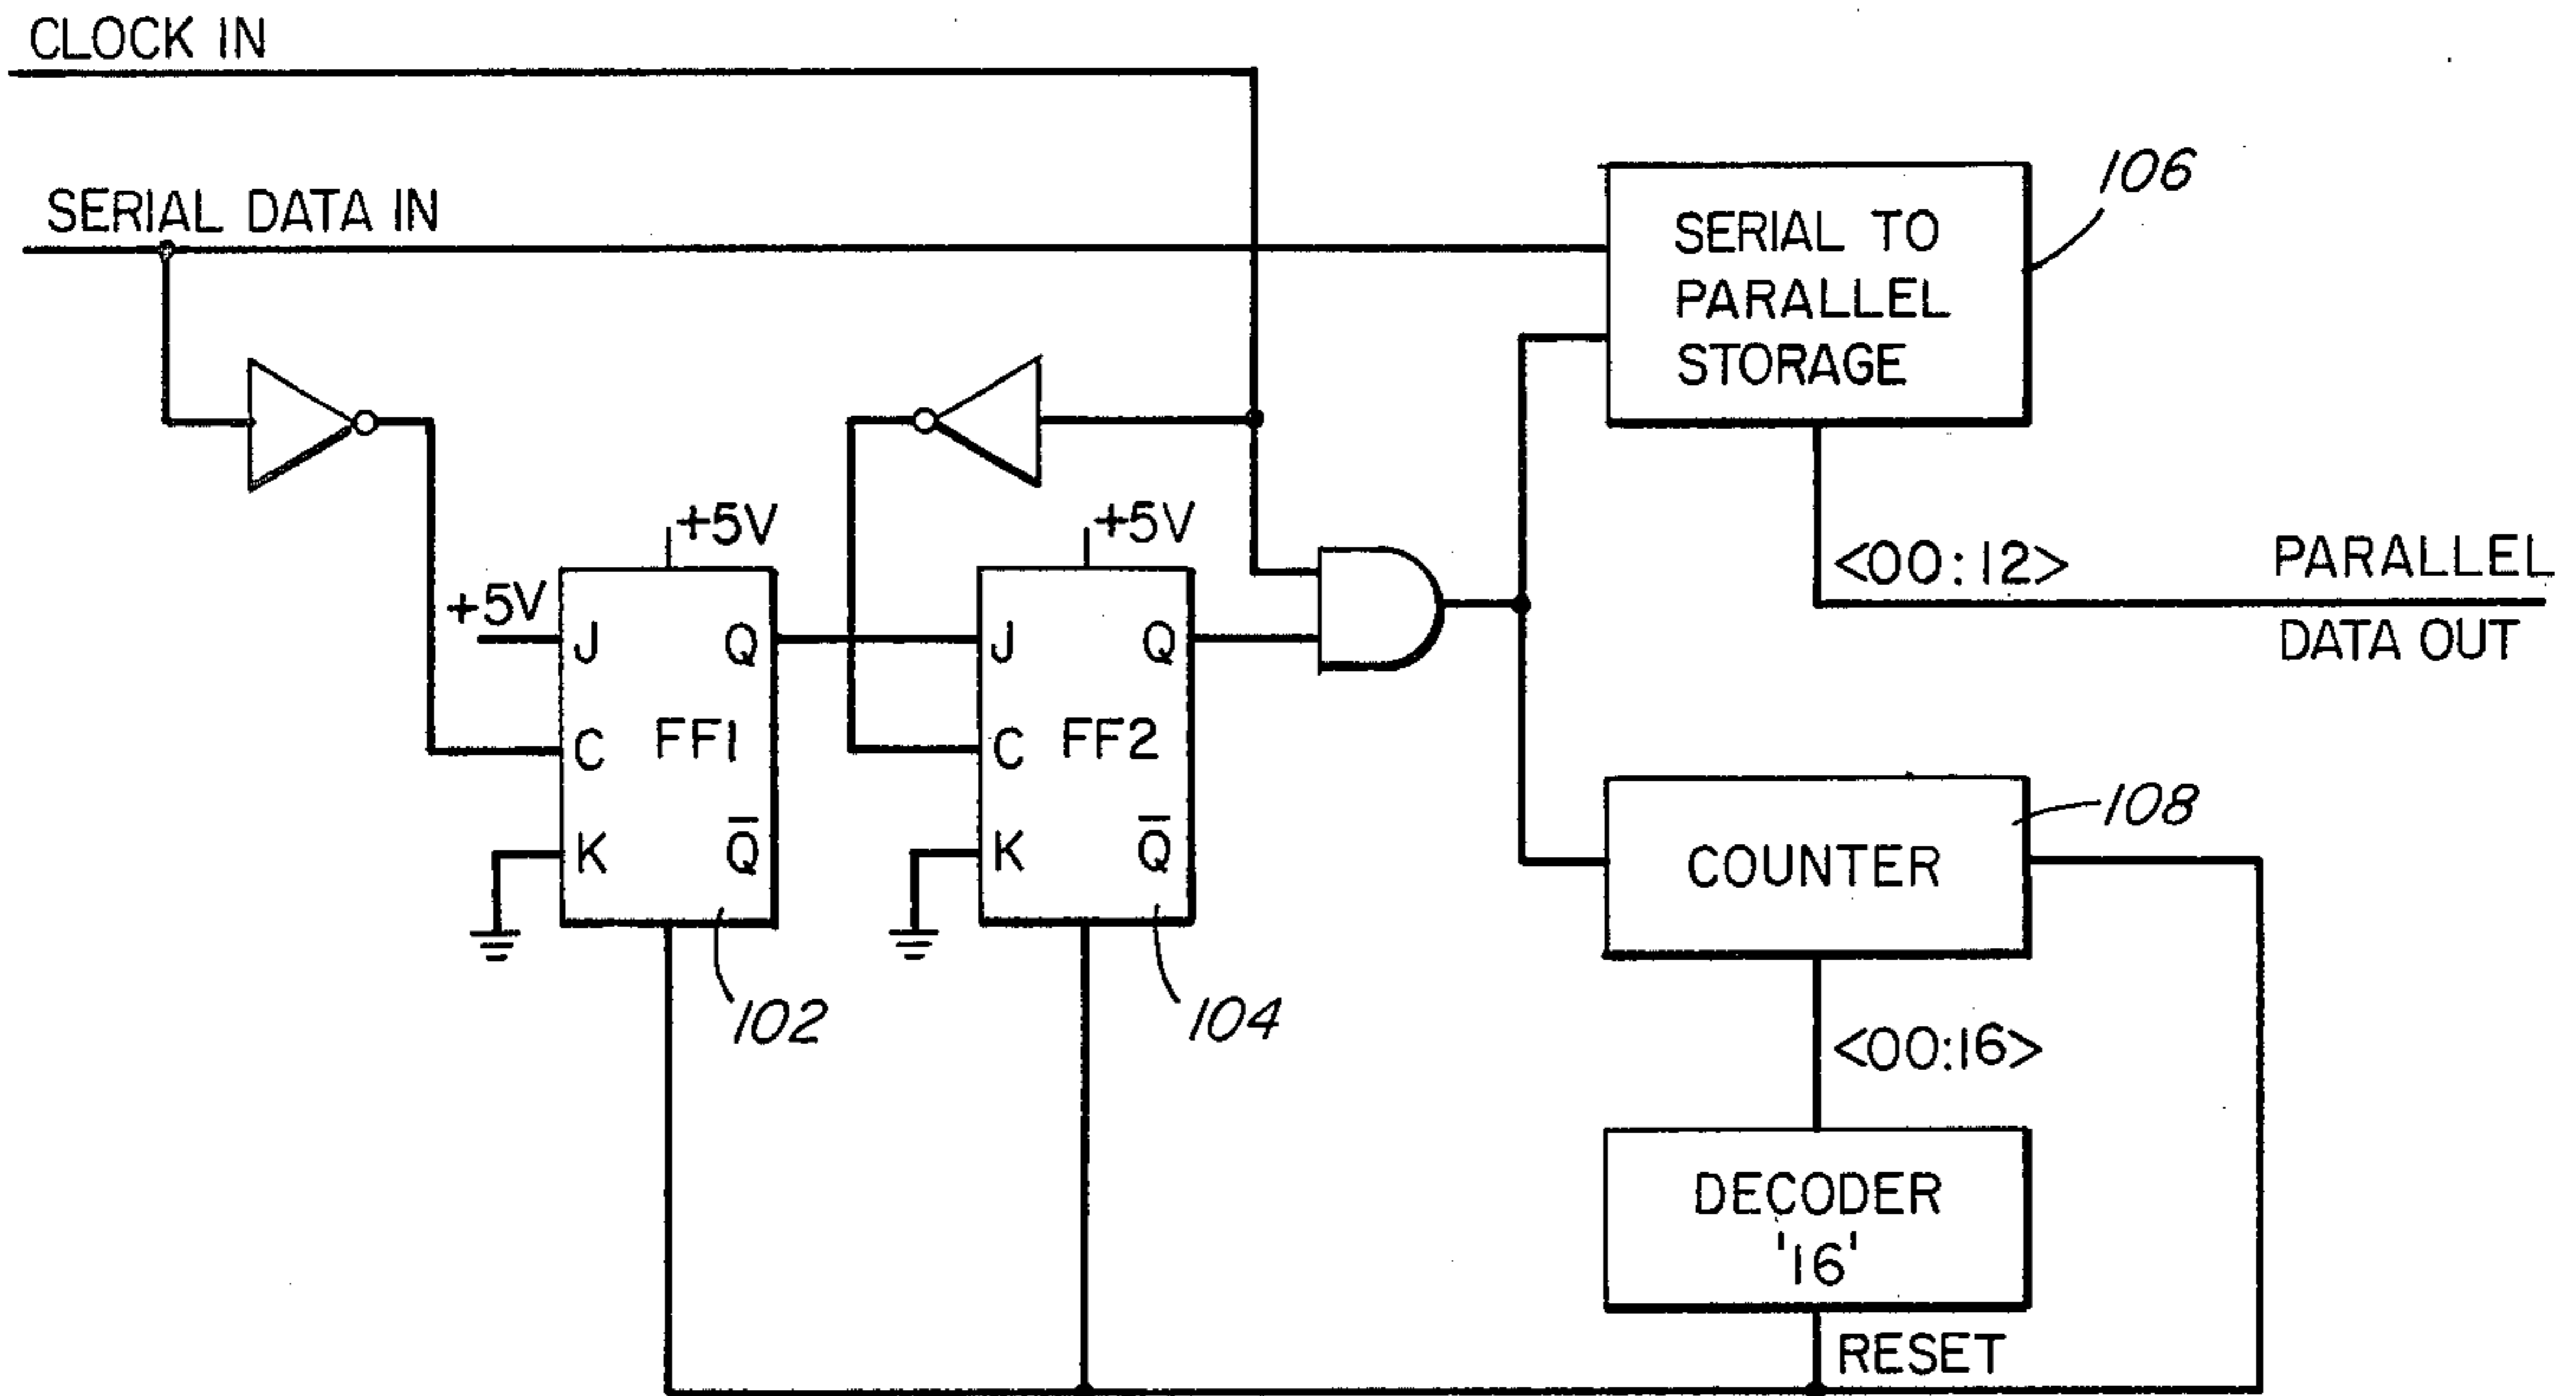 CLOCK IN
SERIAL DATA IN
SERIAL TO
PARALLEL
STORAGE
106
+5V
+5V
+5V
J
Q
FF1
C
K
Q̅
102
J
Q
FF2
C
K
Q̅
104
<00:12>
PARALLEL
DATA OUT
COUNTER
108
<00:16>
DECODER
'16'
RESET